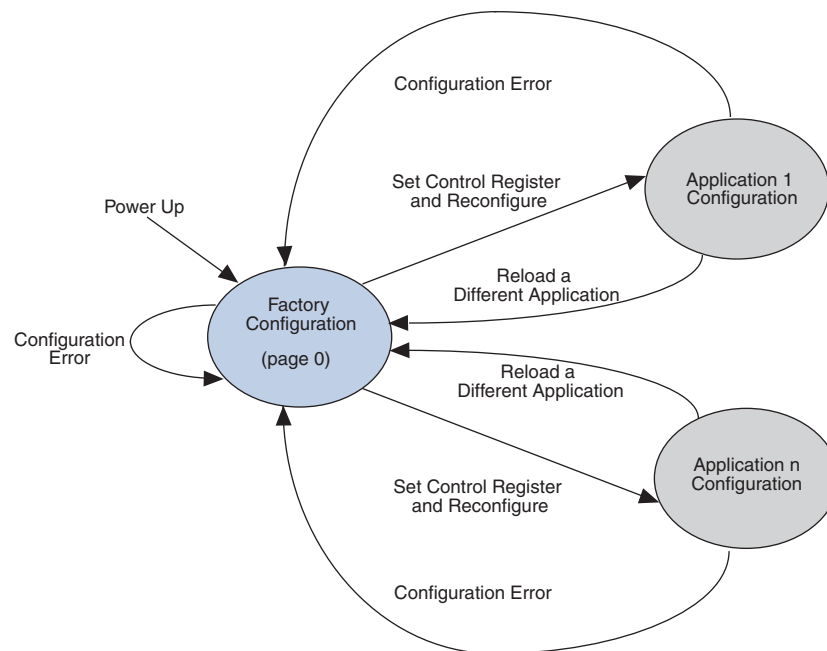 Configuration Error
Application 1
Configuration
Set Control Register
and Reconfigure
Power Up
Reload a
Different Application
Factory
Configuration
(page 0)
Configuration
Error
Reload a
Different Application
Application n
Configuration
Set Control Register
and Reconfigure
Configuration Error